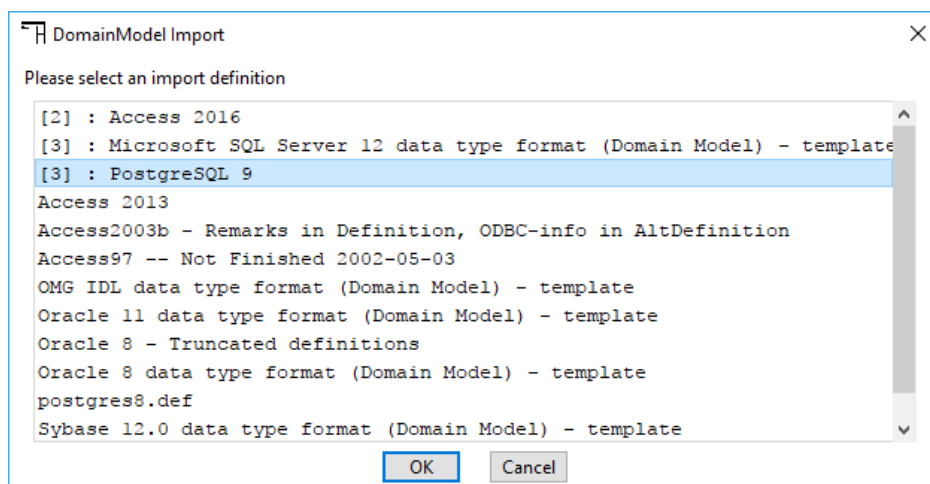 DomainModel Import
Please select an import definition
[2] : Access 2016
[3] : Microsoft SQL Server 12 data type format (Domain Model) - template
[3] : PostgreSQL 9
Access 2013
Access2003b - Remarks in Definition, ODBC-info in AltDefinition
Access97 -- Not Finished 2002-05-03
OMG IDL data type format (Domain Model) - template
Oracle 11 data type format (Domain Model) - template
Oracle 8 - Truncated definitions
Oracle 8 data type format (Domain Model) - template
postgres8.def
Sybase 12.0 data type format (Domain Model) - template
OK Cancel